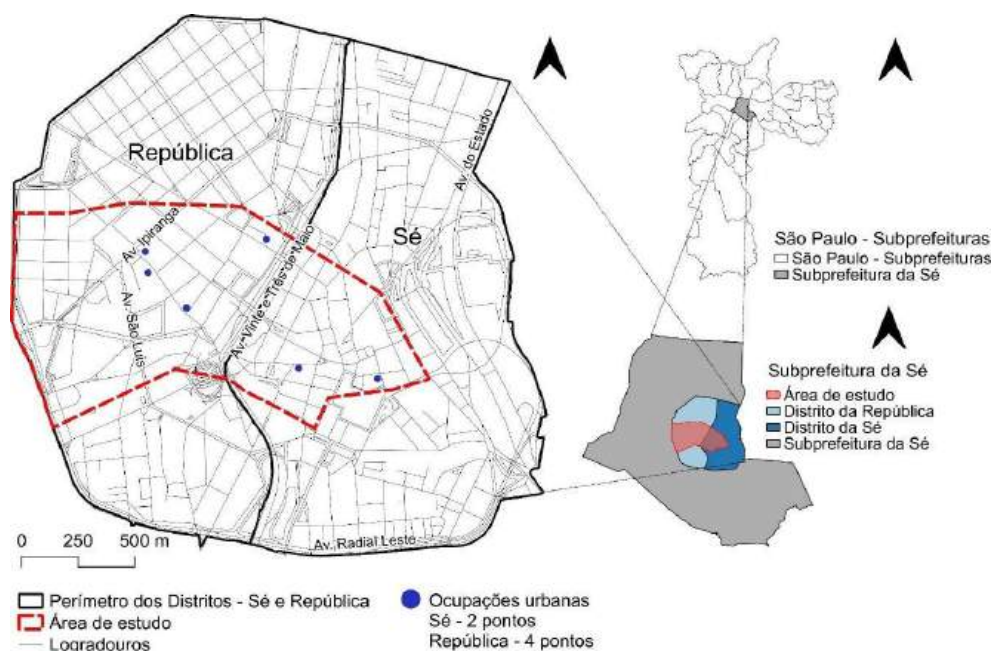 República
Sé
Av. do Estado
Av. Ipiranga
Av. São Luis
Av. Vinte e Três de Maio
Av. Radial Leste
0 250 500 m
Perímetro dos Distritos - Sé e República
Área de estudo
Logradouros
Ocupações urbanas
Sé - 2 pontos
República - 4 pontos
São Paulo - Subprefeituras
São Paulo - Subprefeituras
Subprefeitura da Sé
Subprefeitura da Sé
Área de estudo
Distrito da República
Distrito da Sé
Subprefeitura da Sé